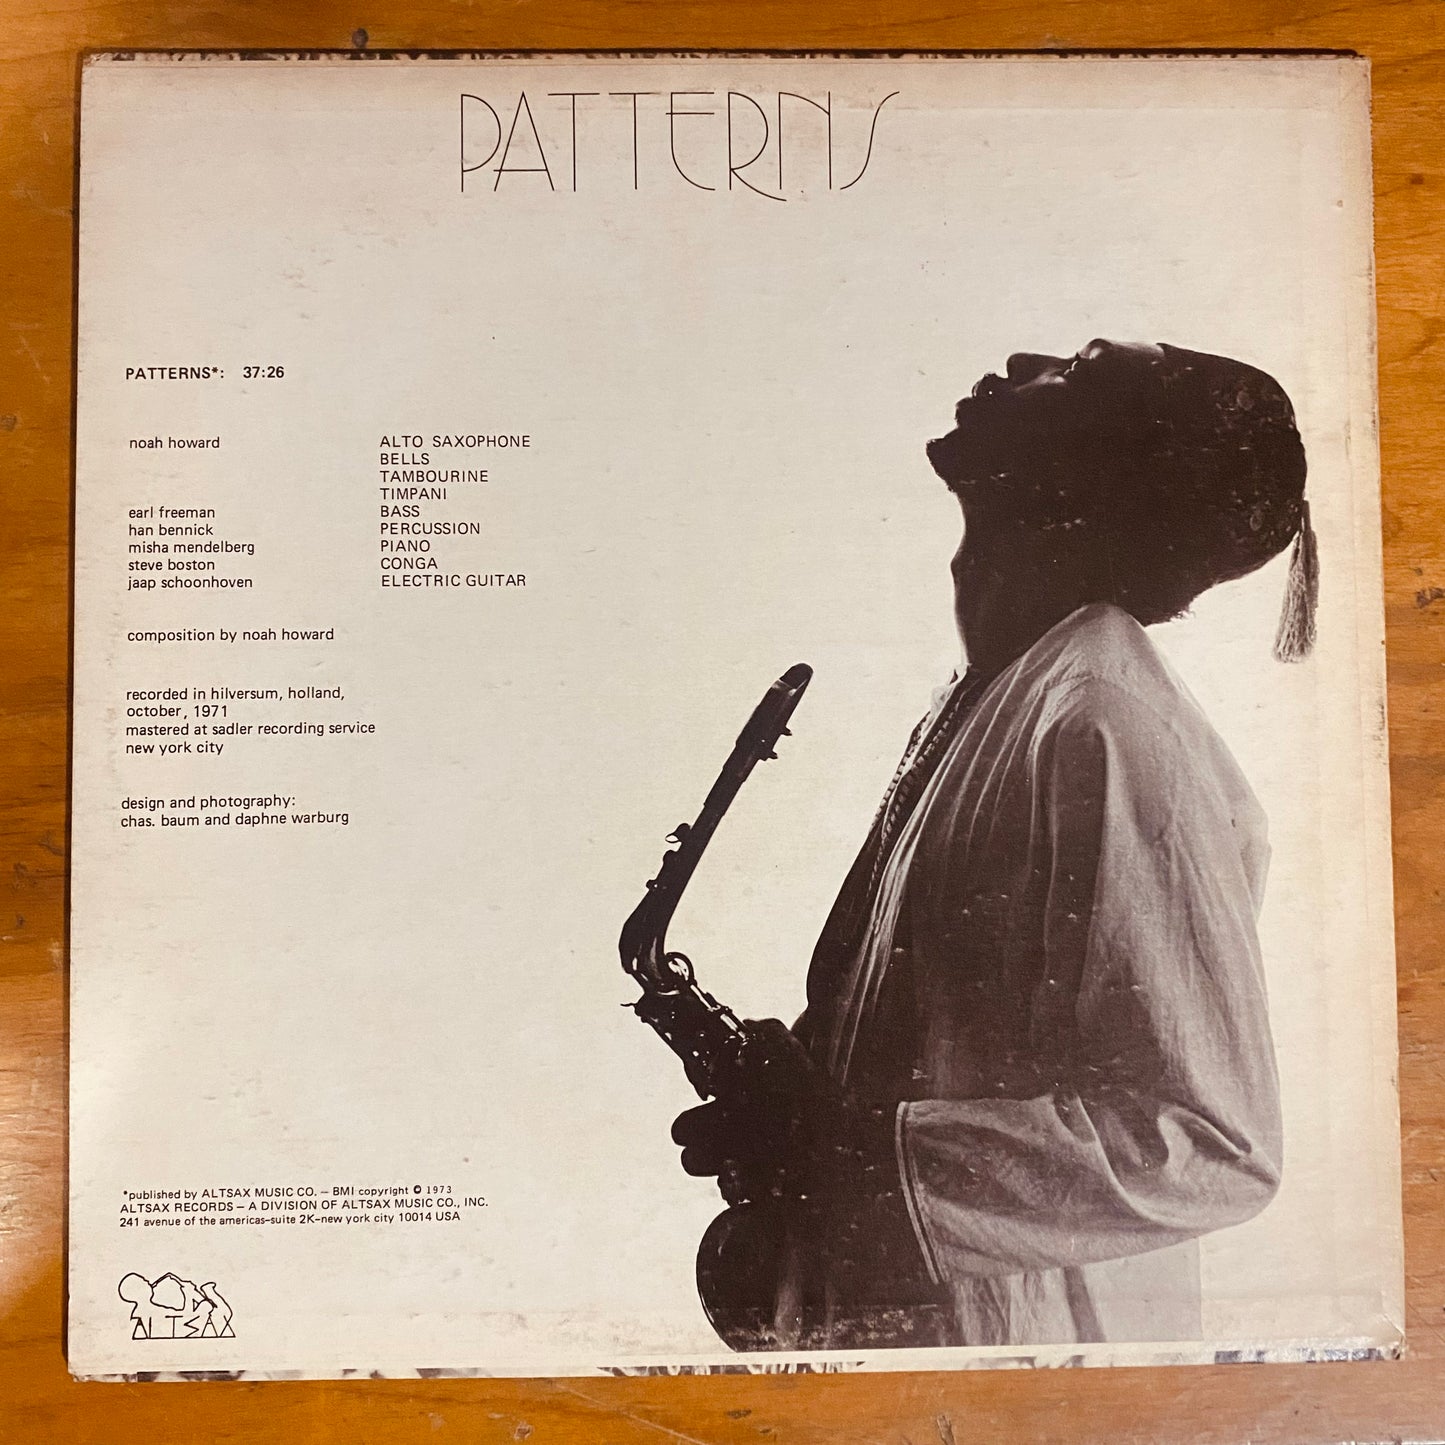 PATTERNS
PATTERNS*: 37:26
noah howard ALTO SAXOPHONE
BELLS
TAMBOURINE
TIMPANI
earl freeman BASS
han bennick PERCUSSION
misha mendelberg PIANO
steve boston CONGA
jaap schoonhoven ELECTRIC GUITAR
composition by noah howard
recorded in hilversum, holland,
october, 1971
mastered at sadler recording service
new york city
design and photography:
chas. baum and daphne warburg
*published by ALTSAX MUSIC CO. – BMI copyright © 1973
ALTSAX RECORDS – A DIVISION OF ALTSAX MUSIC CO., INC.
241 avenue of the americas–suite 2K–new york city 10014 USA
ALTSAX